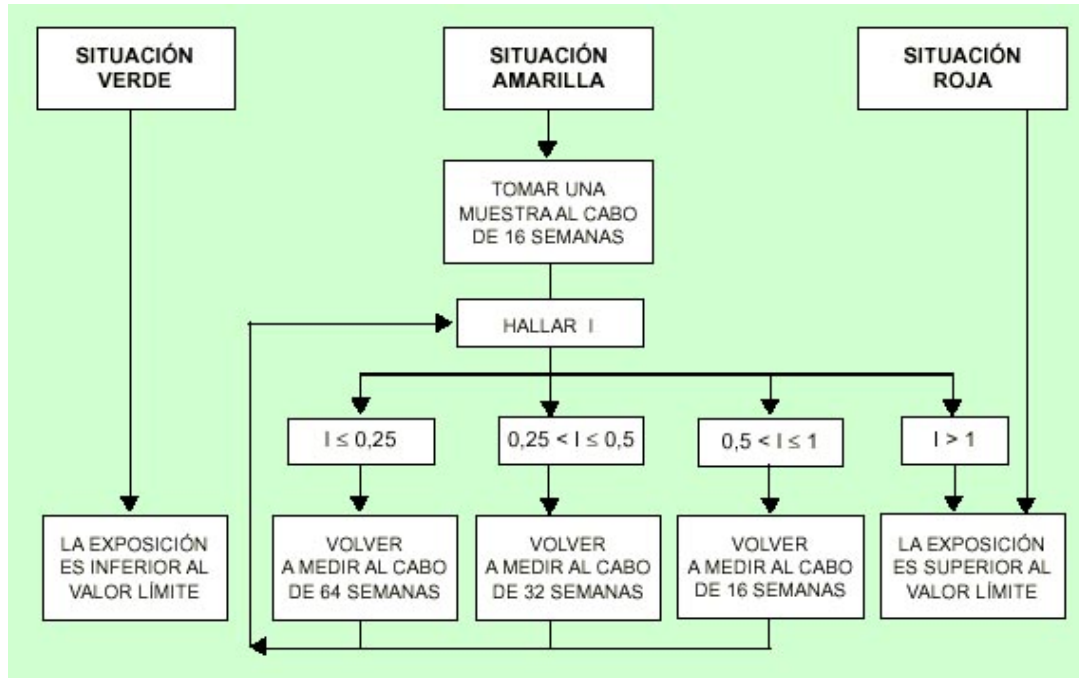 SITUACIÓN
VERDE
SITUACIÓN
AMARILLA
SITUACIÓN
ROJA
TOMAR UNA
MUESTRA AL CABO
DE 16 SEMANAS
HALLAR I
I ≤ 0,25
0,25 < I ≤ 0,5
0,5 < I ≤ 1
I > 1
LA EXPOSICIÓN
ES INFERIOR AL
VALOR LÍMITE
VOLVER
A MEDIR AL CABO
DE 64 SEMANAS
VOLVER
A MEDIR AL CABO
DE 32 SEMANAS
VOLVER
A MEDIR AL CABO
DE 16 SEMANAS
LA EXPOSICIÓN
ES SUPERIOR AL
VALOR LÍMITE